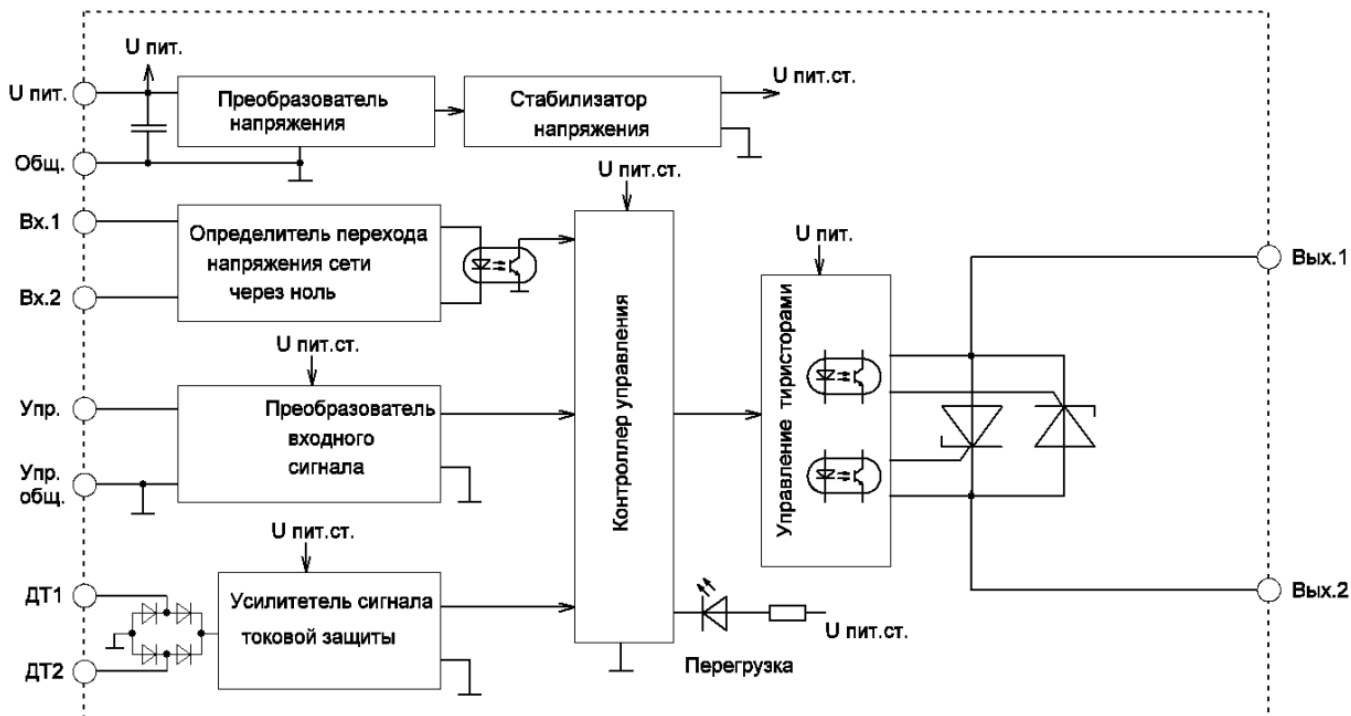 U пит.
U пит.
Общ.
Преобразователь
напряжения
Стабилизатор
напряжения
U пит.ст.
U пит.ст.
Вх.1
Вх.2
Определитель перехода
напряжения сети
через ноль
Контроллер управления
U пит.
Управление тиристорами
Вых.1
Вых.2
U пит.ст.
Упр.
Упр.
общ.
Преобразователь
входного
сигнала
U пит.ст.
ДТ1
ДТ2
Усилитетель сигнала
токовой защиты
U пит.ст.
Перегрузка